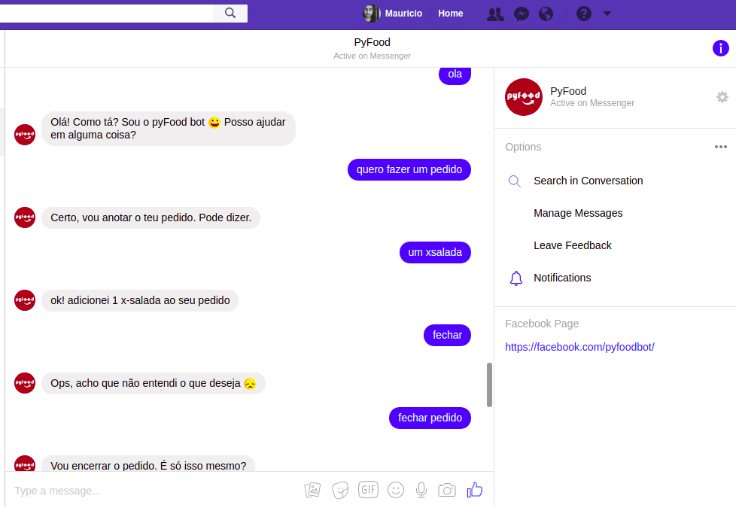 Mauricio
Home
PyFood
Active on Messenger
ola
Olá! Como tá? Sou o pyFood bot 😀 Posso ajudar
em alguma coisa?
quero fazer um pedido
Certo, vou anotar o teu pedido. Pode dizer.
um xsalada
ok! adicionei 1 x-salada ao seu pedido
fechar
Ops, acho que não entendi o que deseja 😞
fechar pedido
Vou encerrar o pedido. É só isso mesmo?
Type a message...
GIF
pyfood
PyFood
Active on Messenger
Options
Search in Conversation
Manage Messages
Leave Feedback
Notifications
Facebook Page
https://facebook.com/pyfoodbot/